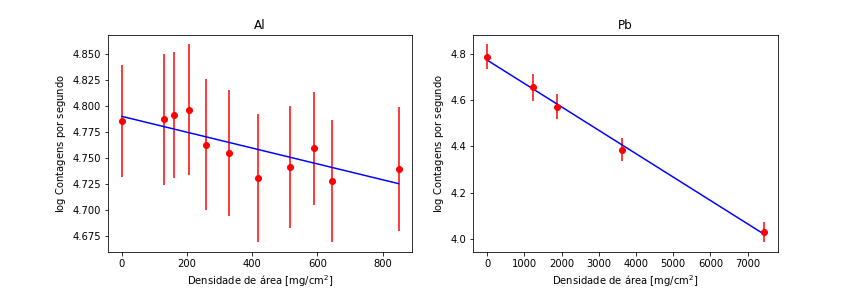 Al
log Contagens por segundo
4.850
4.825
4.800
4.775
4.750
4.725
4.700
4.675
0 200 400 600 800
Densidade de área [mg/cm²]
Pb
log Contagens por segundo
4.8
4.6
4.4
4.2
4.0
0 1000 2000 3000 4000 5000 6000 7000
Densidade de área [mg/cm²]